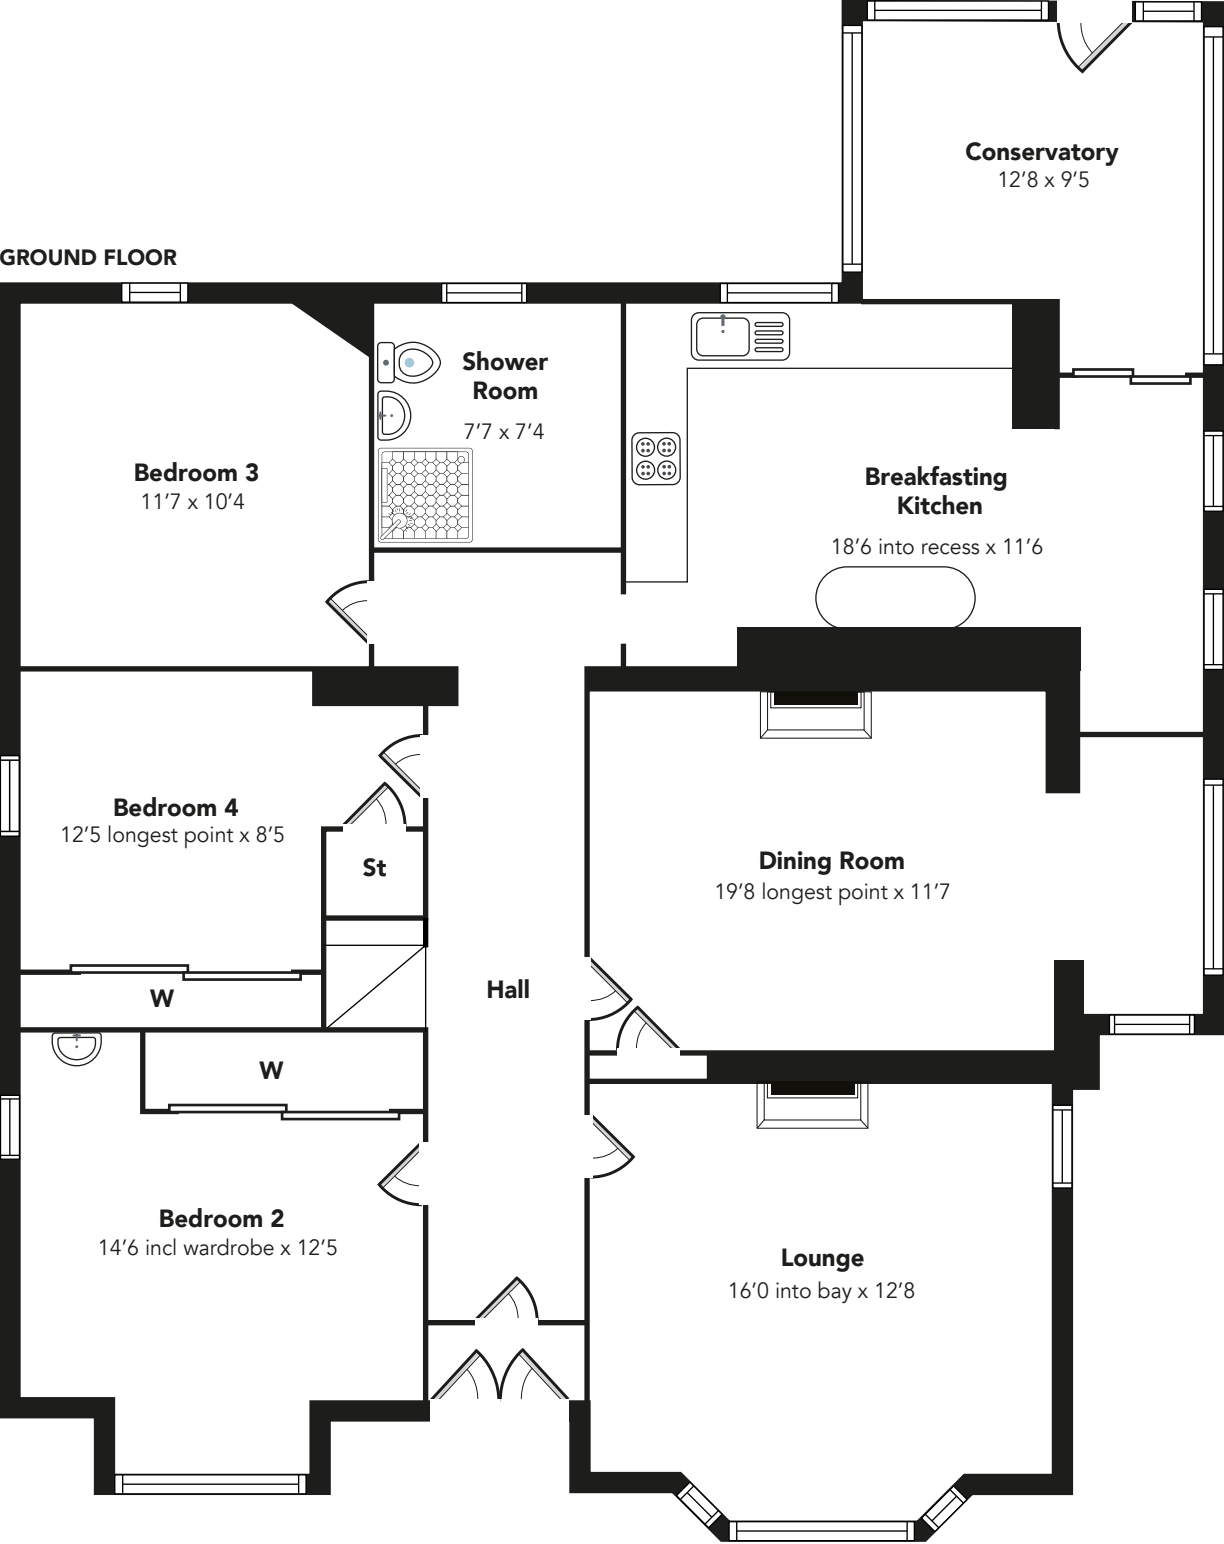 Conservatory
12’8 x 9’5
GROUND FLOOR
Shower
Room
7’7 x 7’4
Bedroom 3
11’7 x 10’4
Breakfasting
Kitchen
18’6 into recess x 11’6
Bedroom 4
12’5 longest point x 8’5
St
Dining Room
19’8 longest point x 11’7
W
Hall
W
Bedroom 2
14’6 incl wardrobe x 12’5
Lounge
16’0 into bay x 12’8